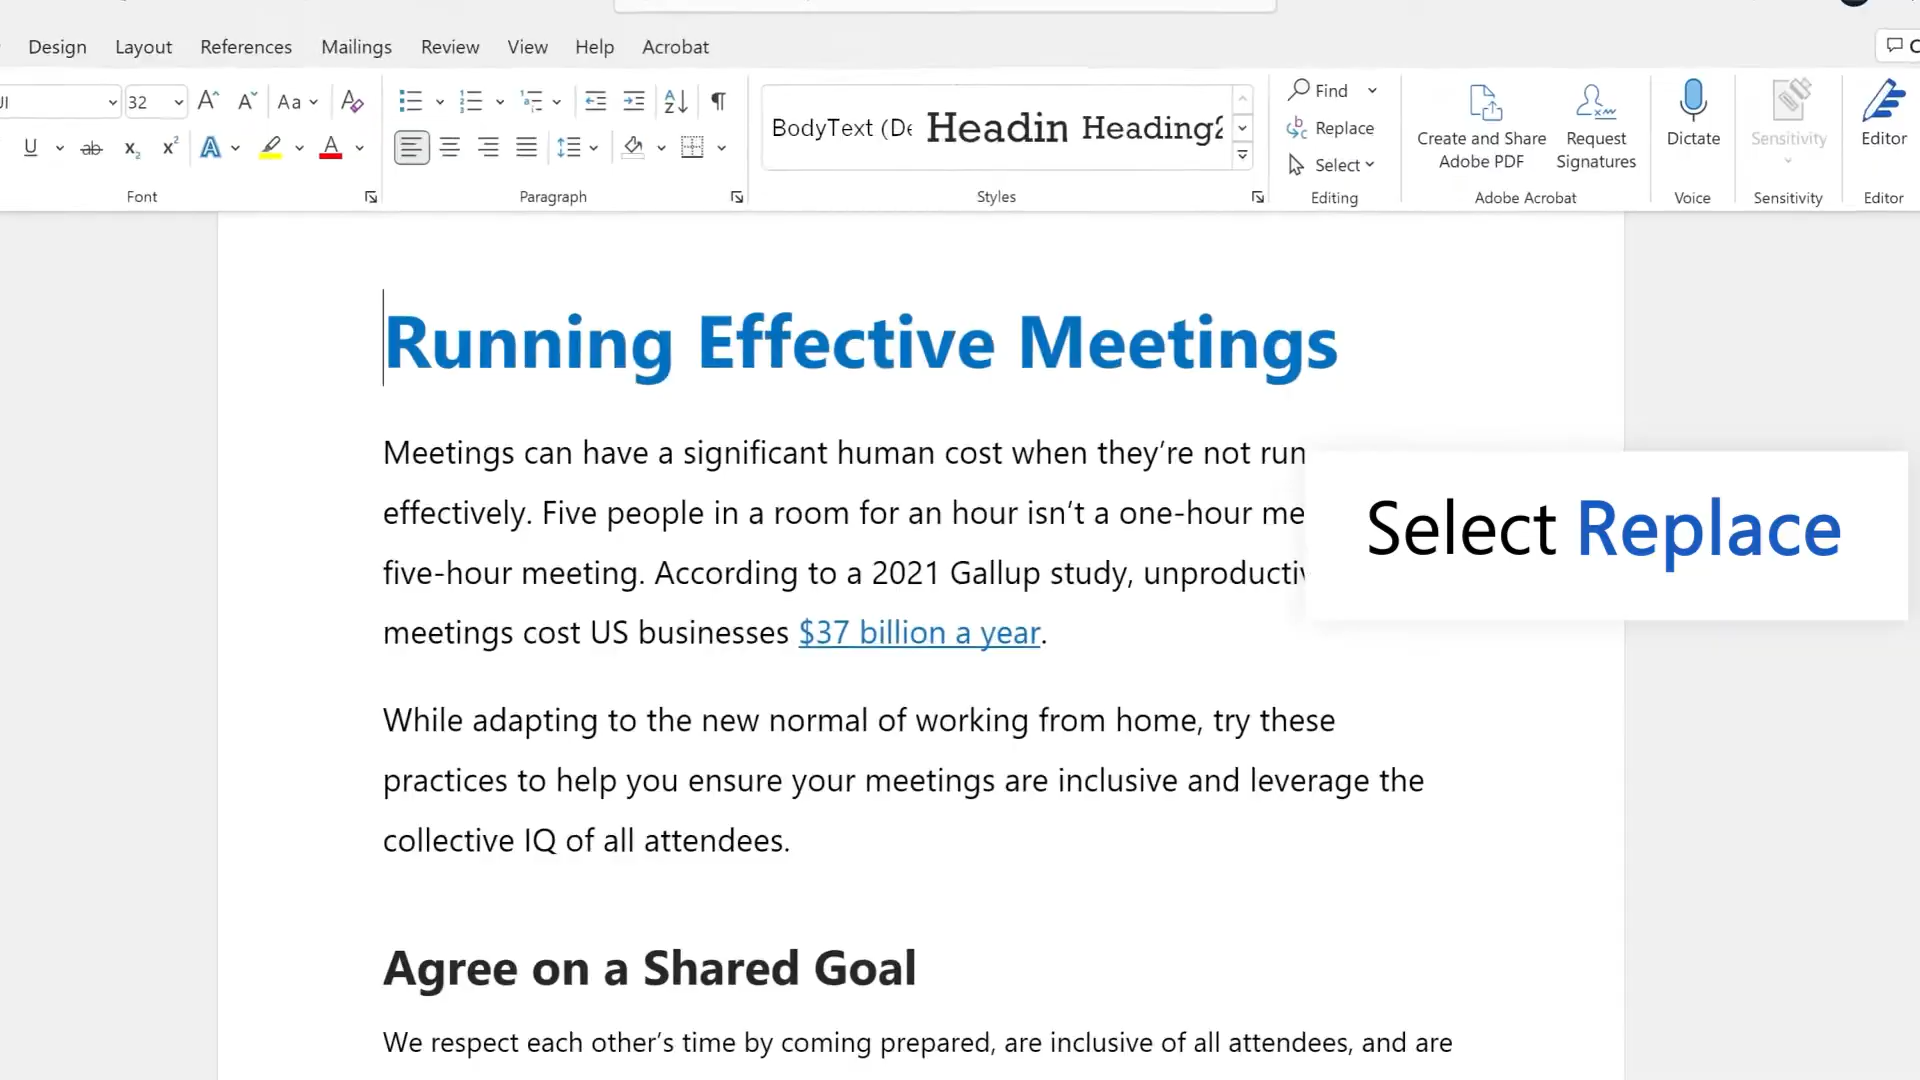 Design Layout References Mailings Review View Help Acrobat
32 Aa
Find
Replace
Select
BodyText (De Headin Heading2
Create and Share
Adobe PDF
Request
Signatures
Dictate
Sensitivity
Editor
Font Paragraph Styles Editing Adobe Acrobat Voice Sensitivity Editor
Running Effective Meetings
Meetings can have a significant human cost when they’re not run
effectively. Five people in a room for an hour isn’t a one-hour me
five-hour meeting. According to a 2021 Gallup study, unproductiv
meetings cost US businesses $37 billion a year.
Select Replace
While adapting to the new normal of working from home, try these
practices to help you ensure your meetings are inclusive and leverage the
collective IQ of all attendees.
Agree on a Shared Goal
We respect each other’s time by coming prepared, are inclusive of all attendees, and are